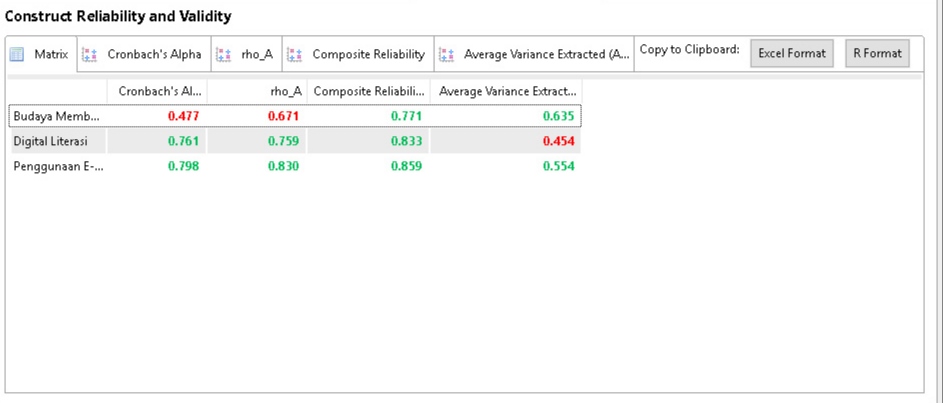 Construct Reliability and Validity
Matrix Cronbach's Alpha rho_A Composite Reliability Average Variance Extracted (A... Copy to Clipboard: Excel Format R Format
Cronbach's Al... rho_A Composite Reliabili... Average Variance Extract...
Budaya Memb... 0.477 0.671 0.771 0.635
Digital Literasi 0.761 0.759 0.833 0.454
Penggunaan E-... 0.798 0.830 0.859 0.554